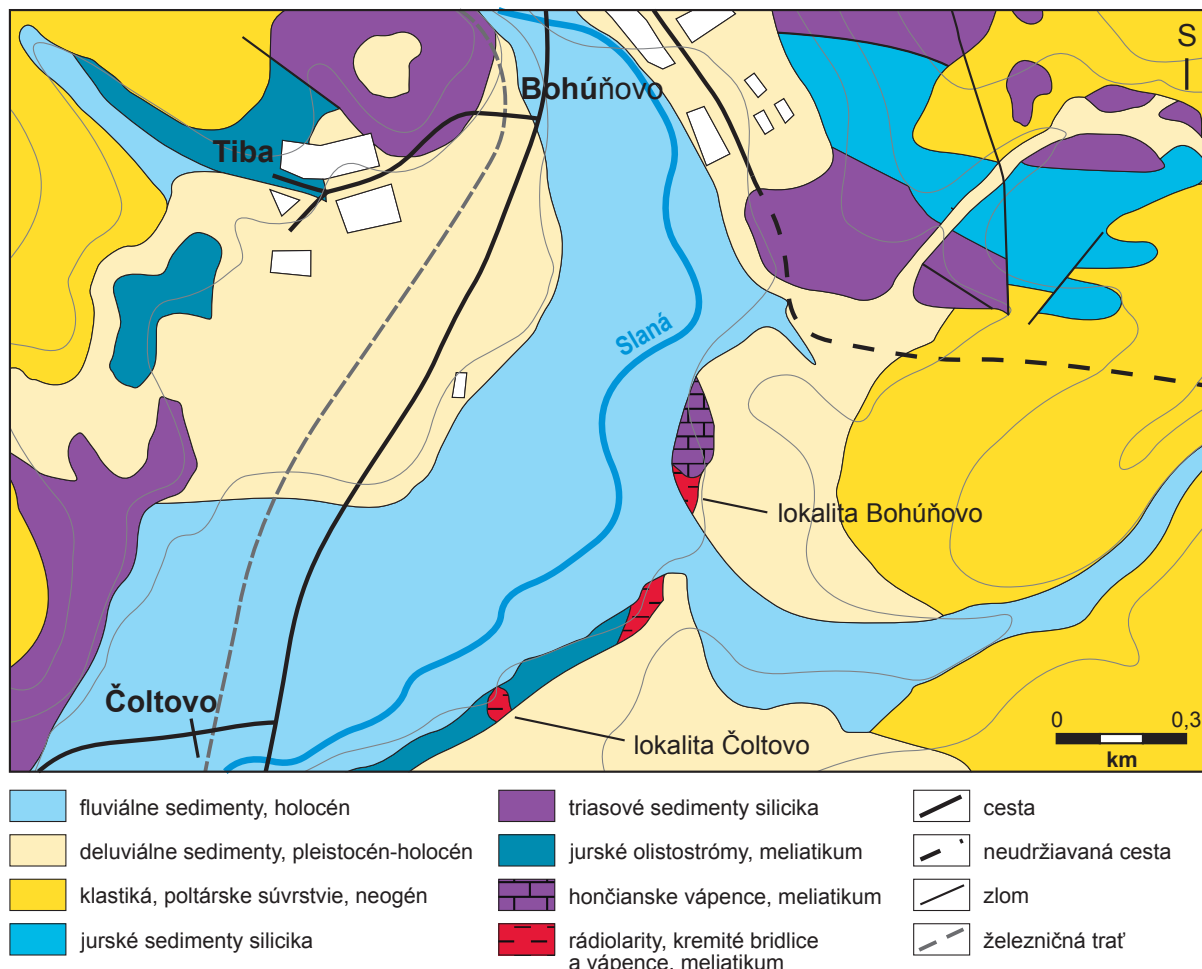 S
Bohúňovo
Tiba
Slaná
lokalita Bohúňovo
Čoltovo
lokalita Čoltovo
0 0,3
km
fluviálne sedimenty, holocén
deluviálne sedimenty, pleistocén-holocén
klastiká, poltárske súvrstvie, neogén
jurské sedimenty silicika
triasové sedimenty silicika
jurské olistostrómy, meliatikum
hončianske vápence, meliatikum
rádiolarity, kremité bridlice
a vápence, meliatikum
cesta
neudržiavaná cesta
zlom
železničná trať